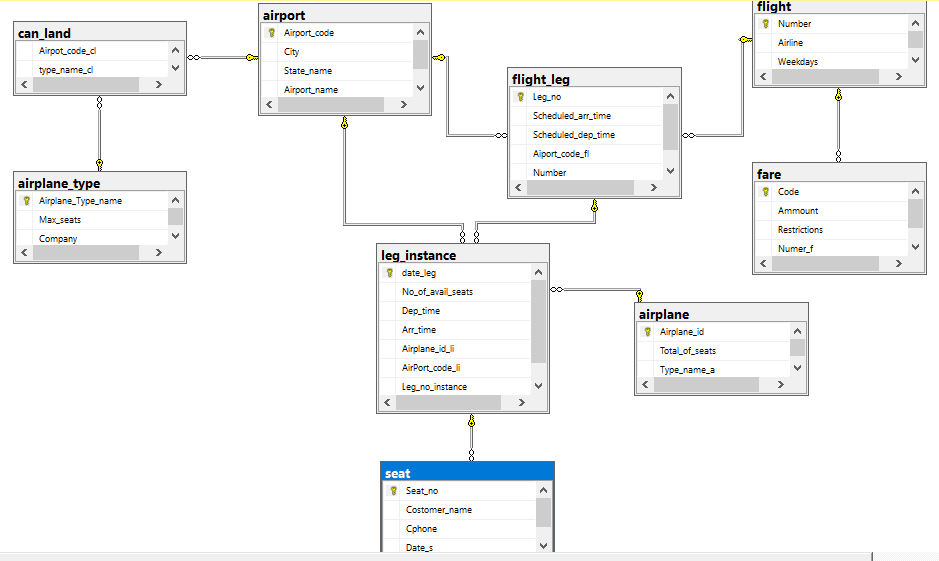 can_land
Airpot_code_cl
type_name_cl
airport
Airport_code
City
State_name
Airport_name
flight
Number
Airline
Weekdays
flight_leg
Leg_no
Scheduled_arr_time
Scheduled_dep_time
Aiport_code_fl
Number
airplane_type
Airplane_Type_name
Max_seats
Company
fare
Code
Ammount
Restrictions
Numer_f
leg_instance
date_leg
No_of_avail_seats
Dep_time
Arr_time
Airplane_id_li
AirPort_code_li
Leg_no_instance
airplane
Airplane_id
Total_of_seats
Type_name_a
seat
Seat_no
Costomer_name
Cphone
Date_s